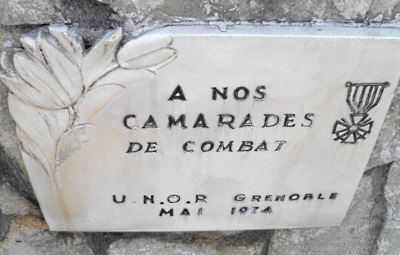 A NOS
CAMARADES
DE COMBAT
U.N.O.R GRENOBLE
MAI 1974